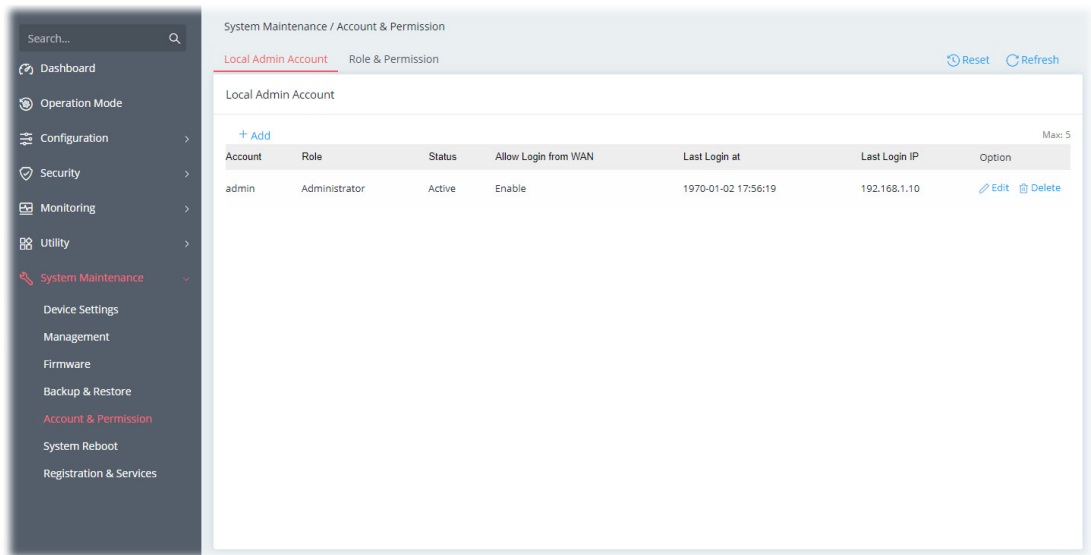 Search...
Dashboard
Operation Mode
Configuration
Security
Monitoring
Utility
System Maintenance
Device Settings
Management
Firmware
Backup & Restore
Account & Permission
System Reboot
Registration & Services
System Maintenance / Account & Permission
Local Admin Account Role & Permission Reset Refresh
Local Admin Account
+ Add Max: 5
Account Role Status Allow Login from WAN Last Login at Last Login IP Option
admin Administrator Active Enable 1970-01-02 17:56:19 192.168.1.10 Edit Delete